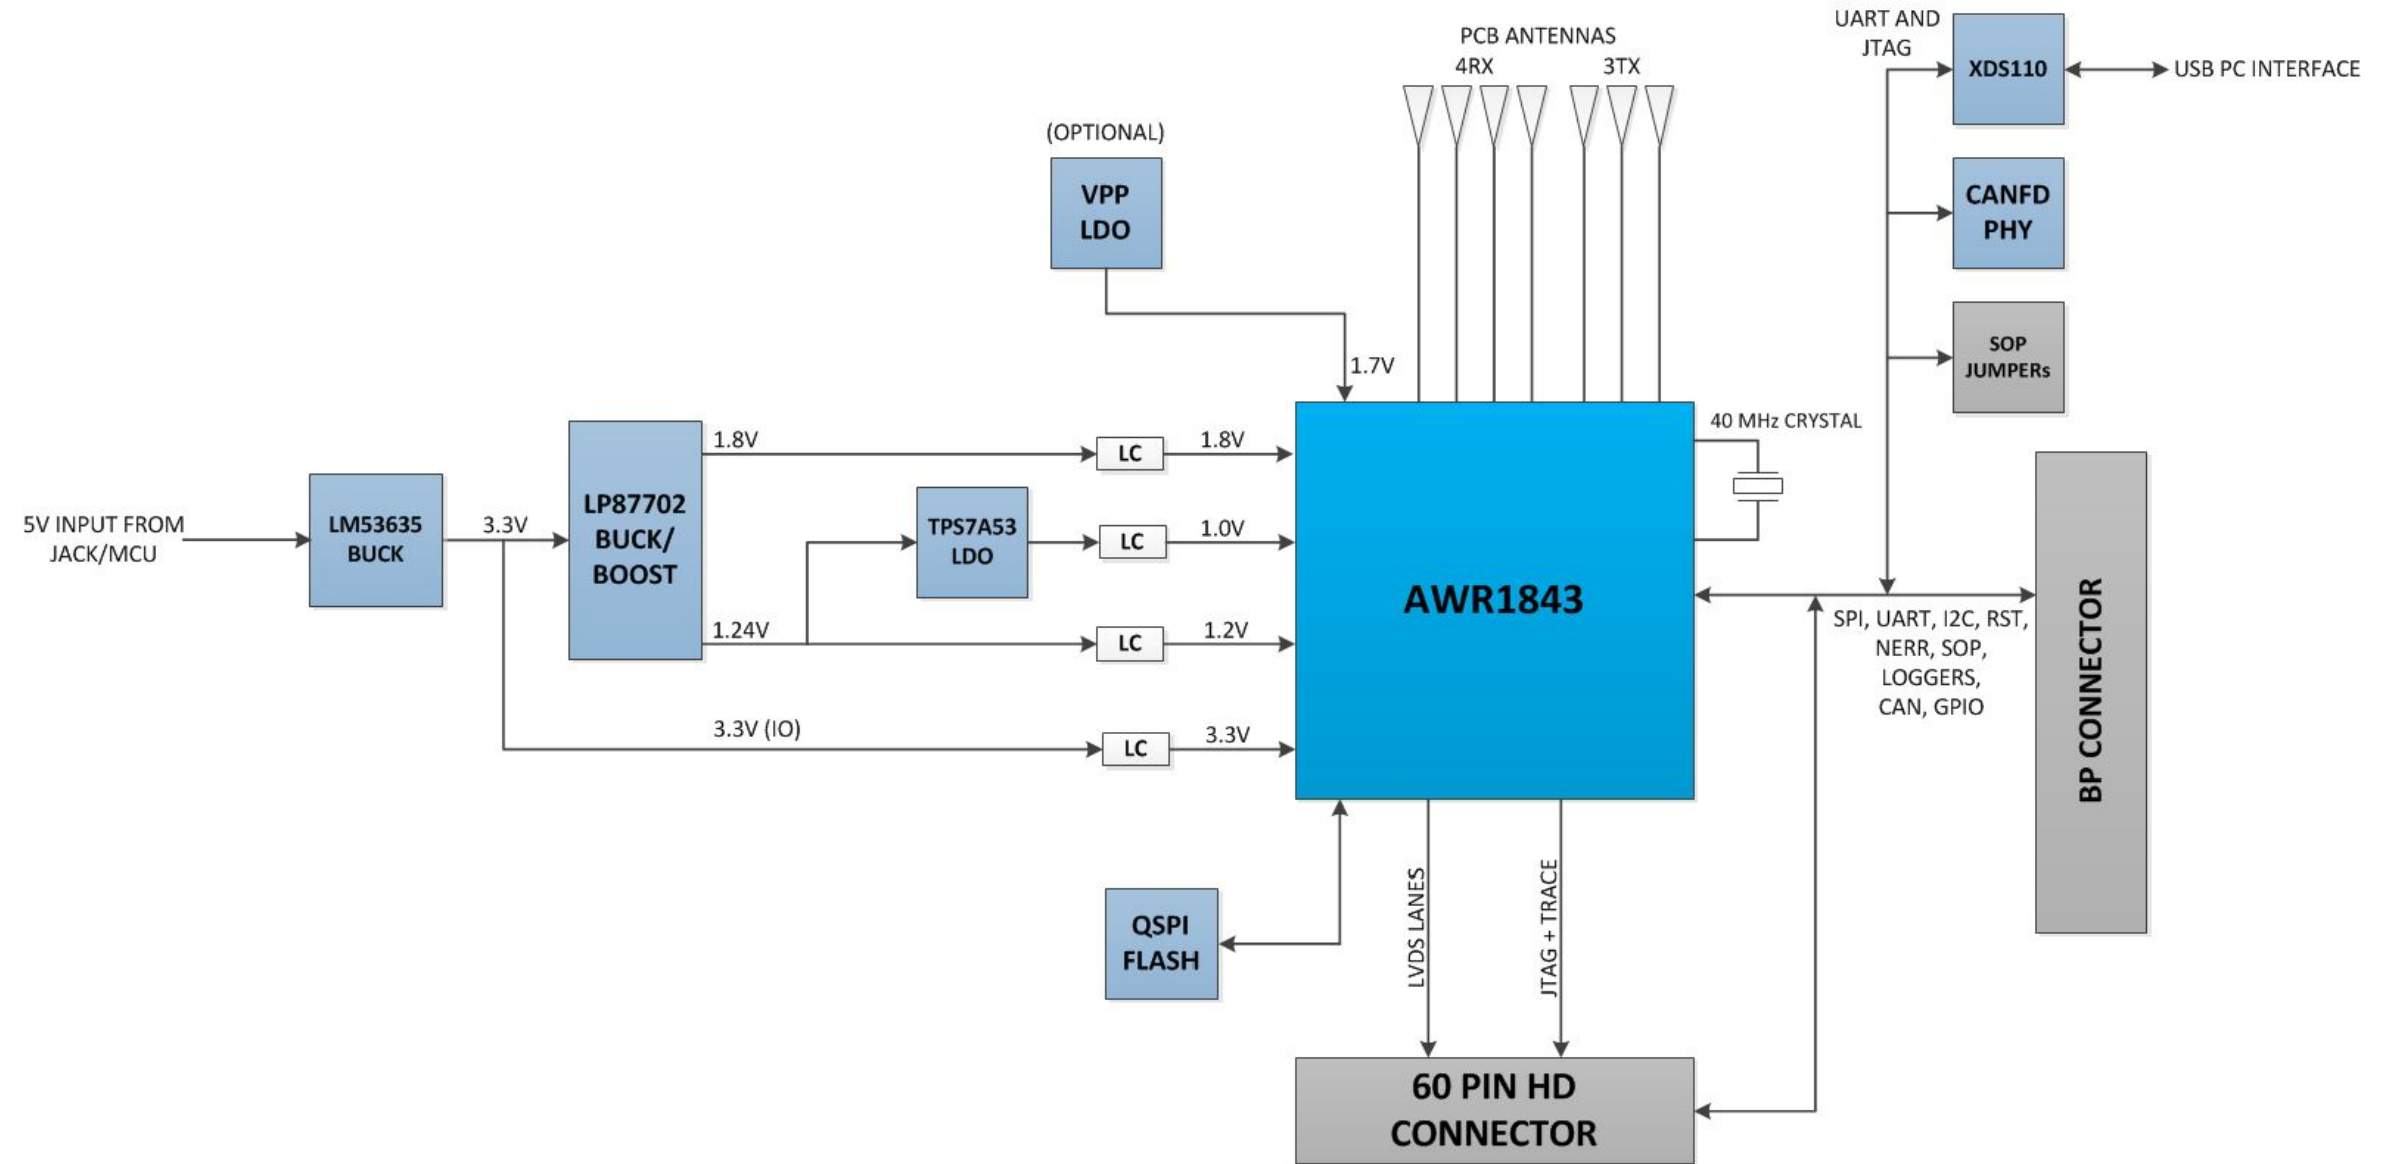 UART AND
JTAG
XDS110
USB PC INTERFACE
PCB ANTENNAS
4RX
3TX
(OPTIONAL)
VPP
LDO
CANFD
PHY
SOP
JUMPERs
1.7V
40 MHz CRYSTAL
5V INPUT FROM
JACK/MCU
LM53635
BUCK
3.3V
LP87702
BUCK/
BOOST
1.8V
LC
1.8V
TPS7A53
LDO
LC
1.0V
1.24V
LC
1.2V
3.3V (IO)
LC
3.3V
AWR1843
SPI, UART, I2C, RST,
NERR, SOP,
LOGGERS,
CAN, GPIO
BP CONNECTOR
QSPI
FLASH
LVDS LANES
JTAG + TRACE
60 PIN HD
CONNECTOR